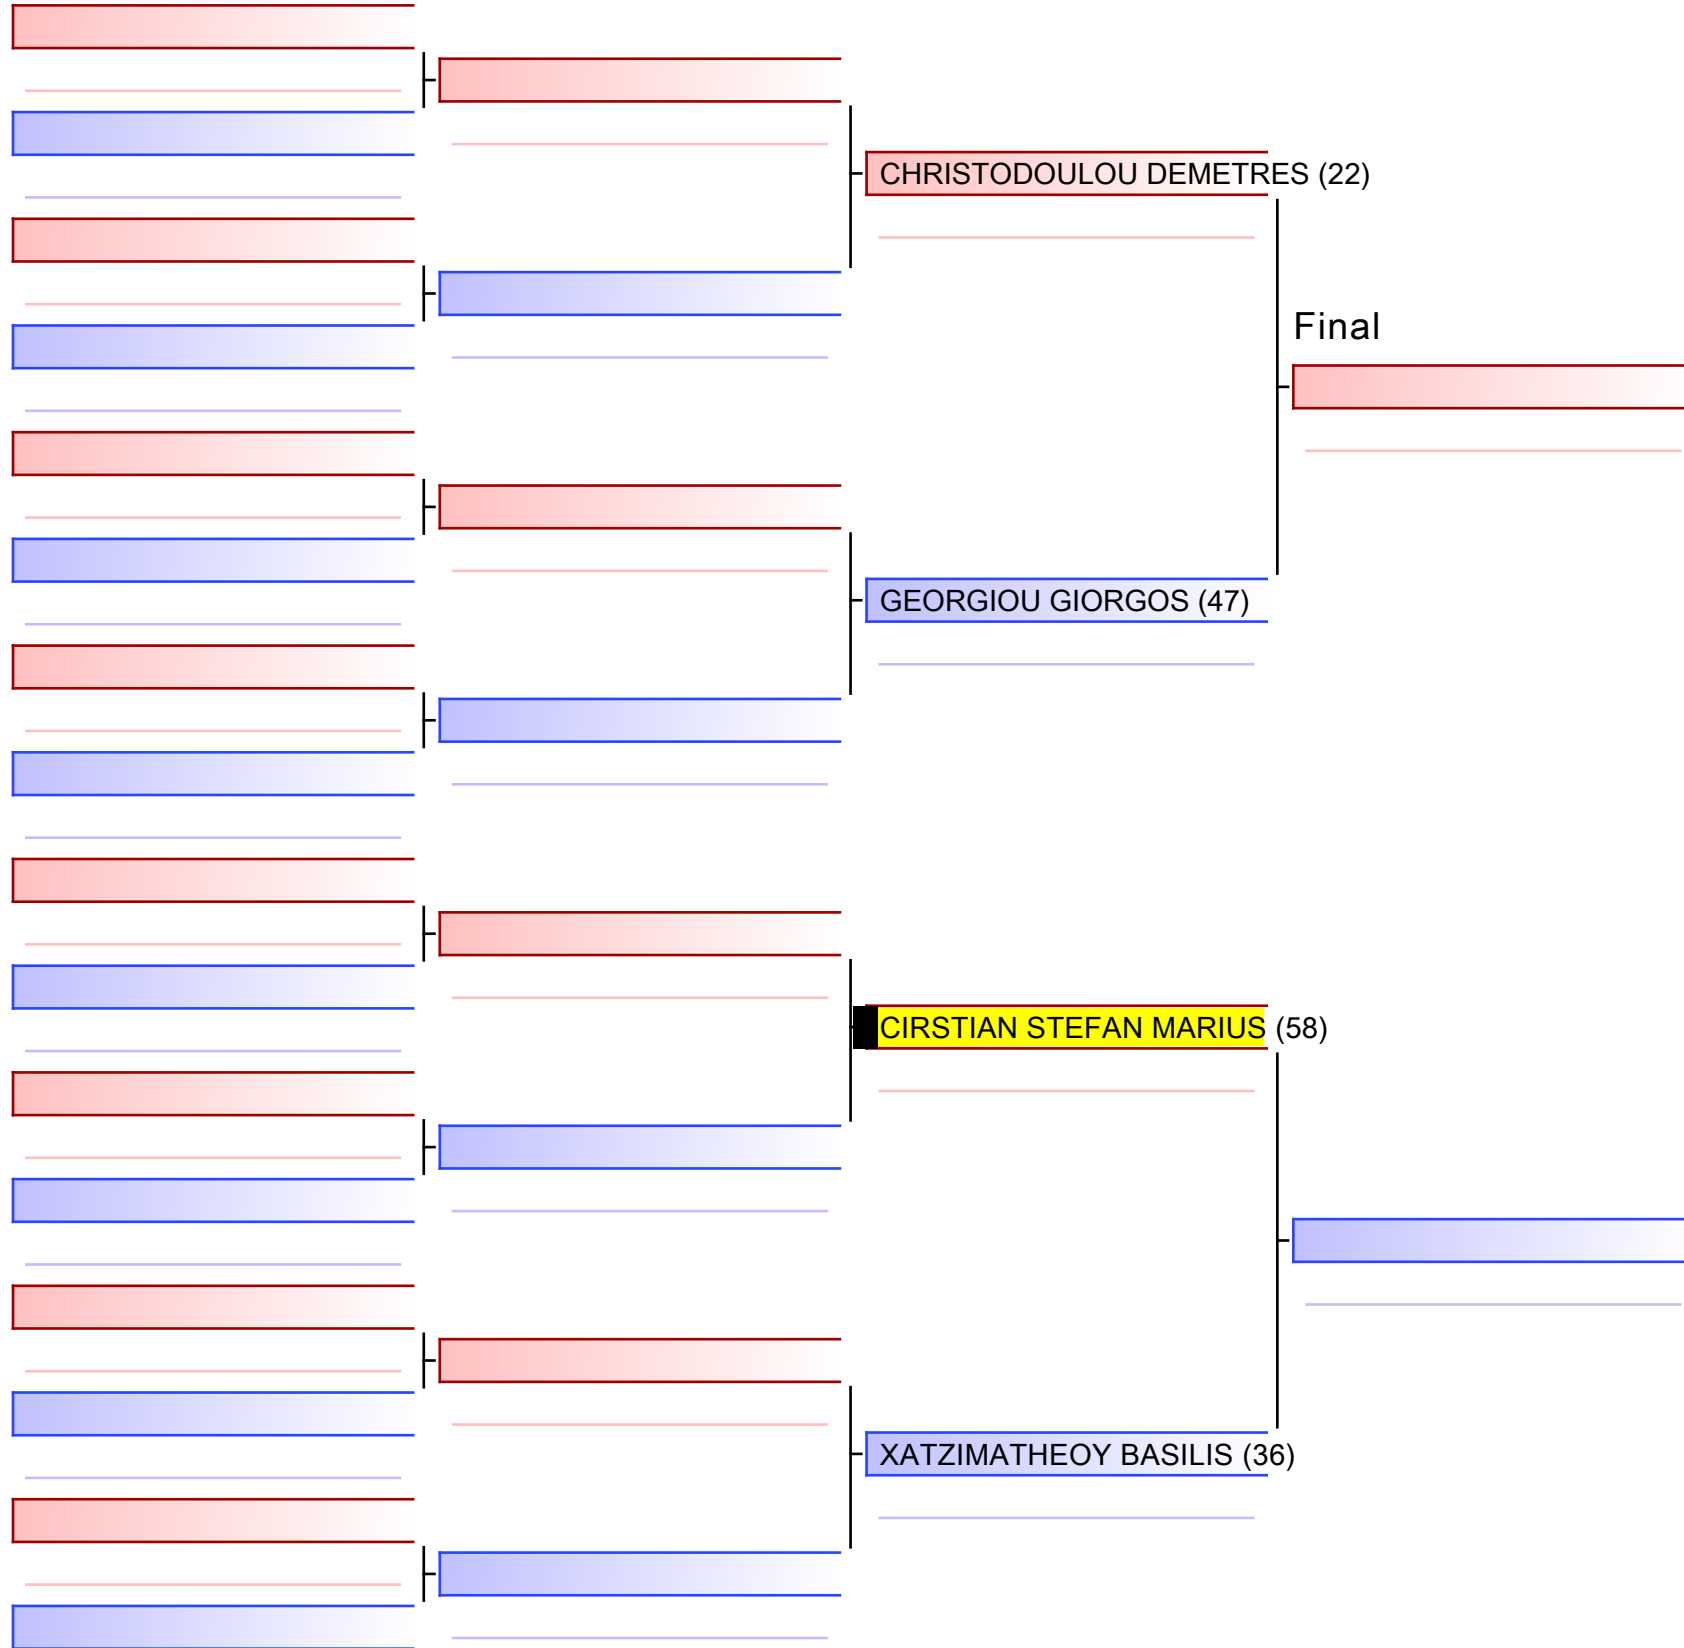 CHRISTODOULOU DEMETRES (22)
Final
GEORGIOU GIORGOS (47)
CIRSTIAN STEFAN MARIUS (58)
XATZIMATHEOY BASILIS (36)